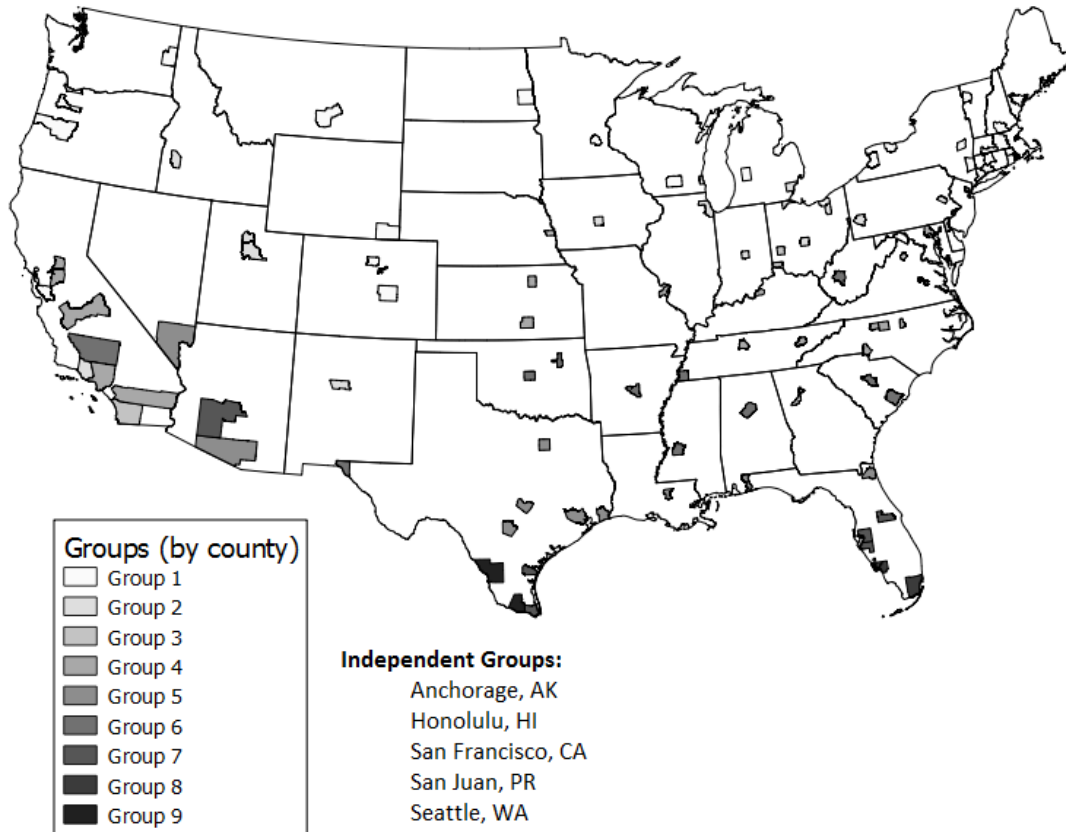 Groups (by county)
Group 1
Group 2
Group 3
Group 4
Group 5
Group 6
Group 7
Group 8
Group 9
Independent Groups:
Anchorage, AK
Honolulu, HI
San Francisco, CA
San Juan, PR
Seattle, WA